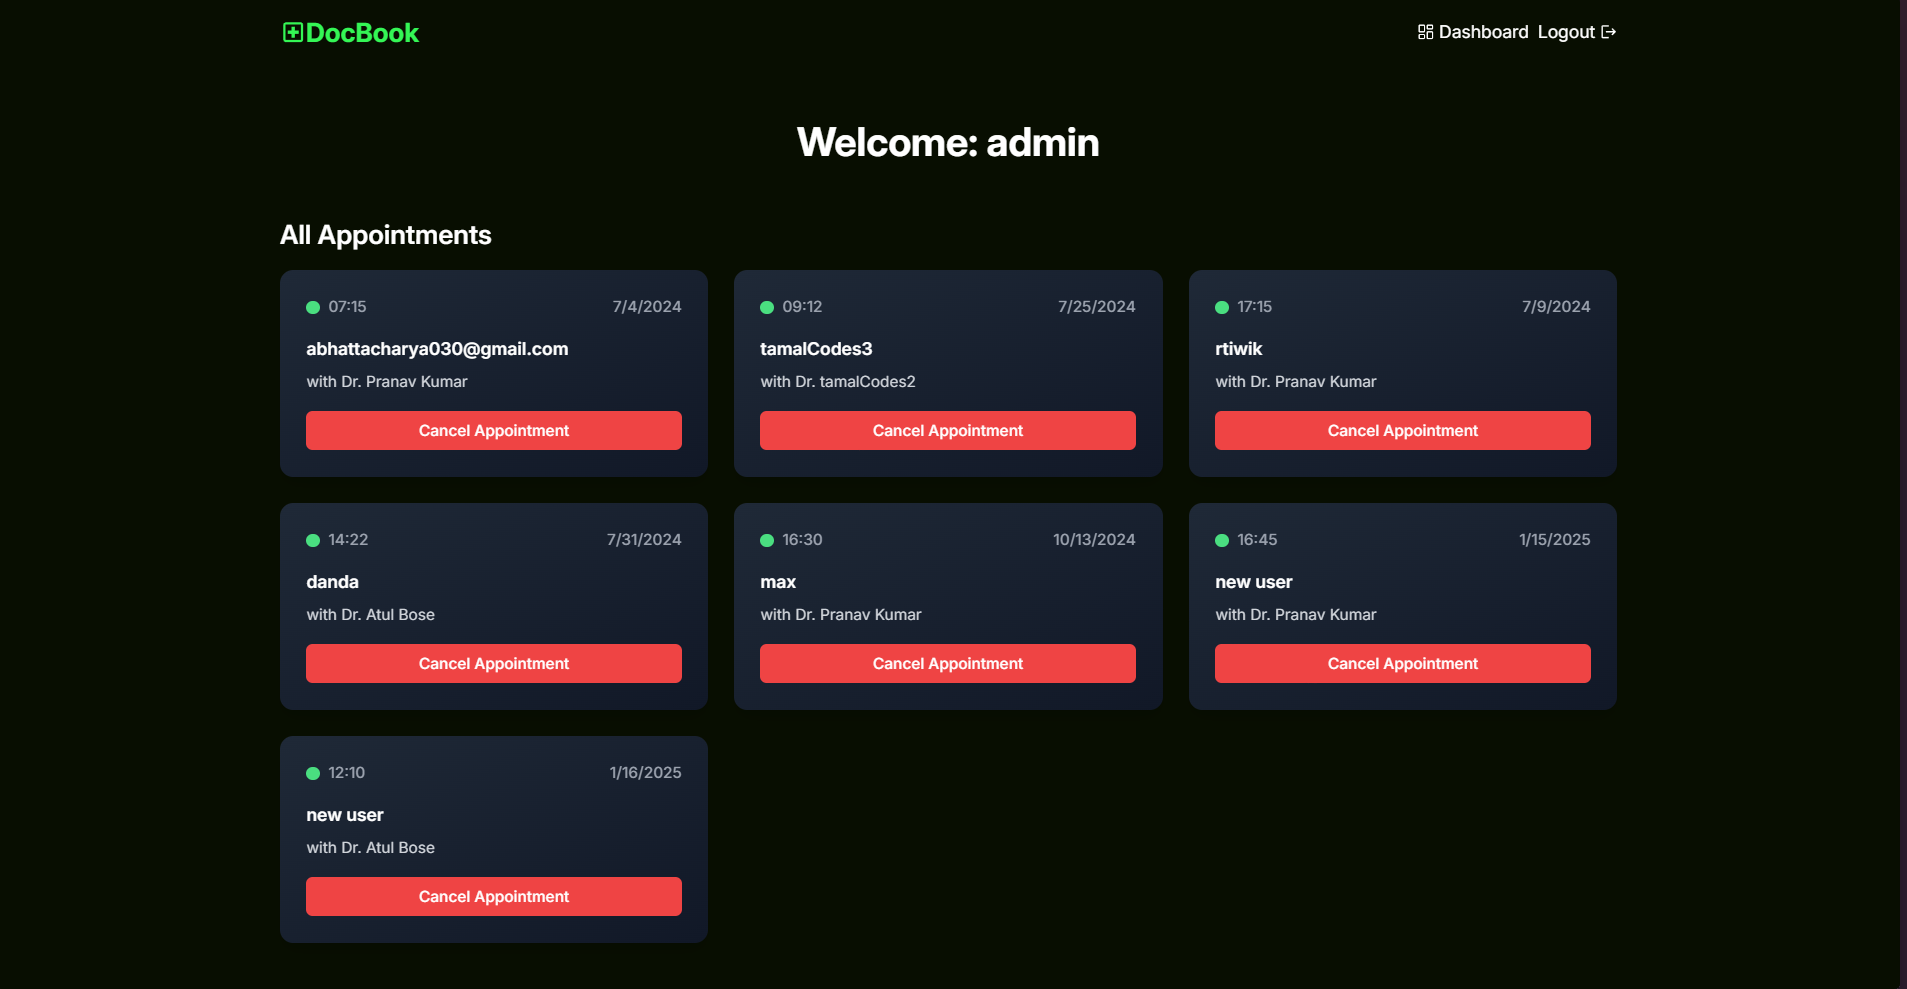 DocBook
Dashboard Logout
Welcome: admin
All Appointments
07:15 7/4/2024
abhattacharya030@gmail.com
with Dr. Pranav Kumar
Cancel Appointment
09:12 7/25/2024
tamalCodes3
with Dr. tamalCodes2
Cancel Appointment
17:15 7/9/2024
rtiwik
with Dr. Pranav Kumar
Cancel Appointment
14:22 7/31/2024
danda
with Dr. Atul Bose
Cancel Appointment
16:30 10/13/2024
max
with Dr. Pranav Kumar
Cancel Appointment
16:45 1/15/2025
new user
with Dr. Pranav Kumar
Cancel Appointment
12:10 1/16/2025
new user
with Dr. Atul Bose
Cancel Appointment